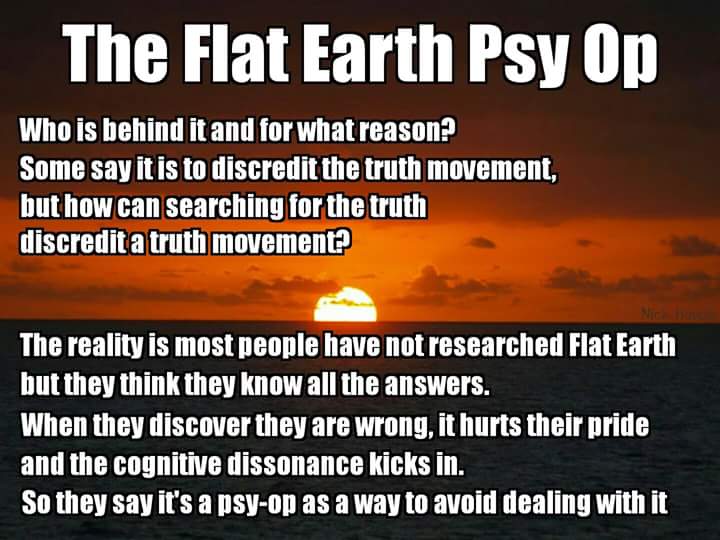 The Flat Earth Psy Op
Who is behind it and for what reason?
Some say it is to discredit the truth movement,
but how can searching for the truth
discredit a truth movement?
The reality is most people have not researched Flat Earth
but they think they know all the answers.
When they discover they are wrong, it hurts their pride
and the cognitive dissonance kicks in.
So they say it's a psy-op as a way to avoid dealing with it